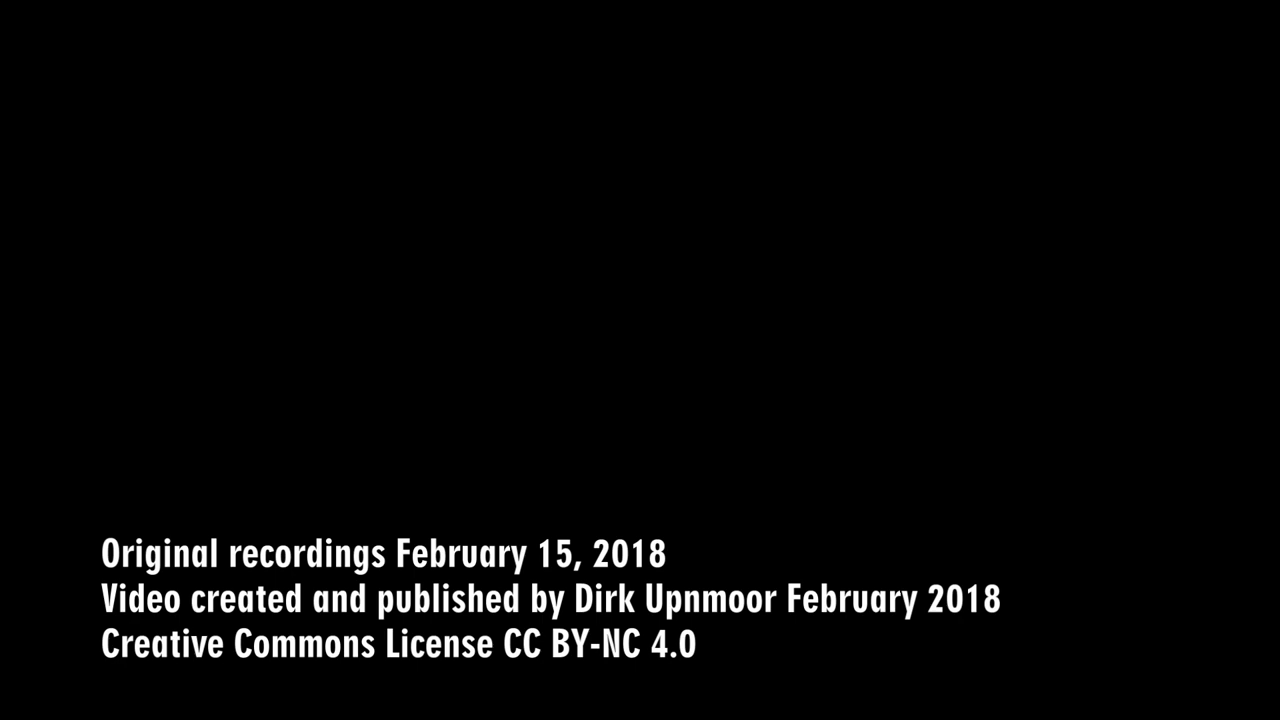 Original recordings February 15, 2018
Video created and published by Dirk Upnmoor February 2018
Creative Commons License CC BY-NC 4.0